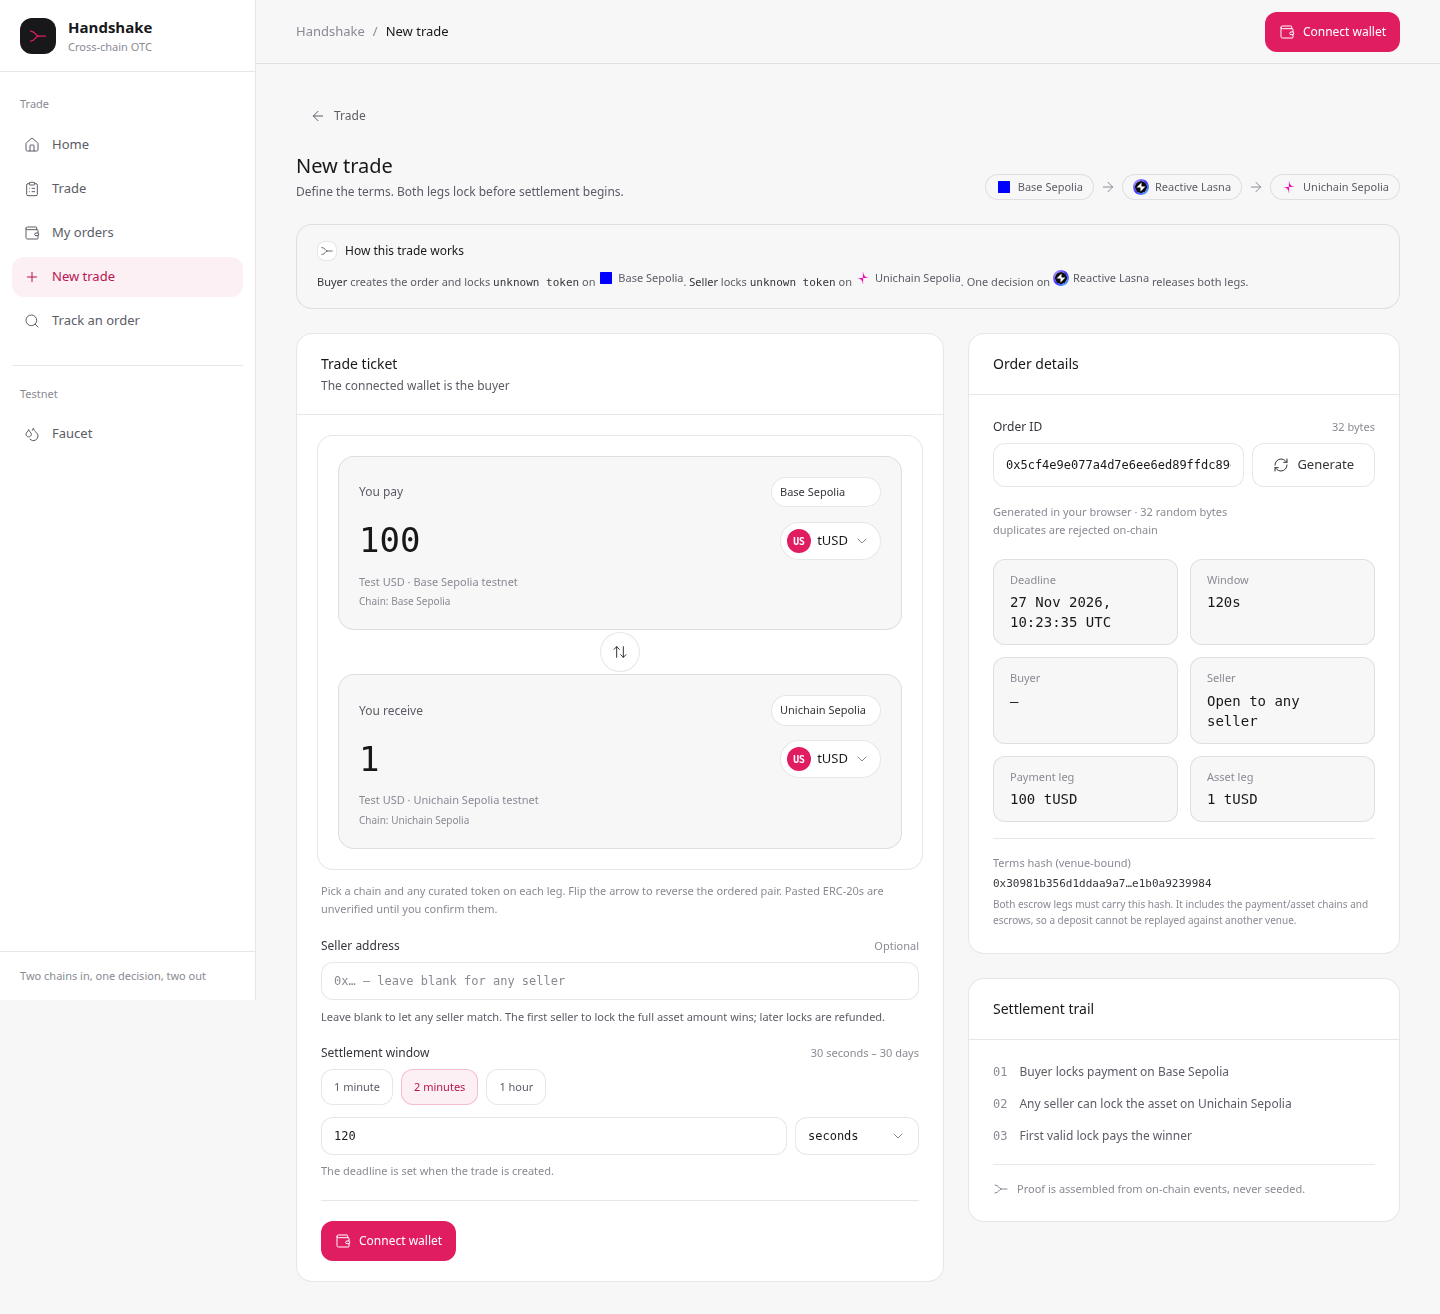 Handshake
Cross-chain OTC
Trade
Home
Trade
My orders
New trade
Track an order
Testnet
Faucet
Two chains in, one decision, two out
Handshake / New trade
Connect wallet
Trade
New trade
Define the terms. Both legs lock before settlement begins.
Base Sepolia
Reactive Lasna
Unichain Sepolia
How this trade works
Buyer creates the order and locks unknown token on Base Sepolia. Seller locks unknown token on Unichain Sepolia. One decision on Reactive Lasna releases both legs.
Trade ticket
The connected wallet is the buyer
You pay
Base Sepolia
100
US tUSD
Test USD · Base Sepolia testnet
Chain: Base Sepolia
You receive
Unichain Sepolia
1
US tUSD
Test USD · Unichain Sepolia testnet
Chain: Unichain Sepolia
Pick a chain and any curated token on each leg. Flip the arrow to reverse the ordered pair. Pasted ERC-20s are
unverified until you confirm them.
Seller address
Optional
0x… — leave blank for any seller
Leave blank to let any seller match. The first seller to lock the full asset amount wins; later locks are refunded.
Settlement window
30 seconds – 30 days
1 minute
2 minutes
1 hour
120
seconds
The deadline is set when the trade is created.
Connect wallet
Order details
Order ID
32 bytes
0x5cf4e9e077a4d7e6ee6ed89ffdc89
Generate
Generated in your browser · 32 random bytes
duplicates are rejected on-chain
Deadline
27 Nov 2026,
10:23:35 UTC
Window
120s
Buyer
—
Seller
Open to any
seller
Payment leg
100 tUSD
Asset leg
1 tUSD
Terms hash (venue-bound)
0x30981b356d1ddaa9a7…e1b0a9239984
Both escrow legs must carry this hash. It includes the payment/asset chains and
escrows, so a deposit cannot be replayed against another venue.
Settlement trail
01 Buyer locks payment on Base Sepolia
02 Any seller can lock the asset on Unichain Sepolia
03 First valid lock pays the winner
Proof is assembled from on-chain events, never seeded.